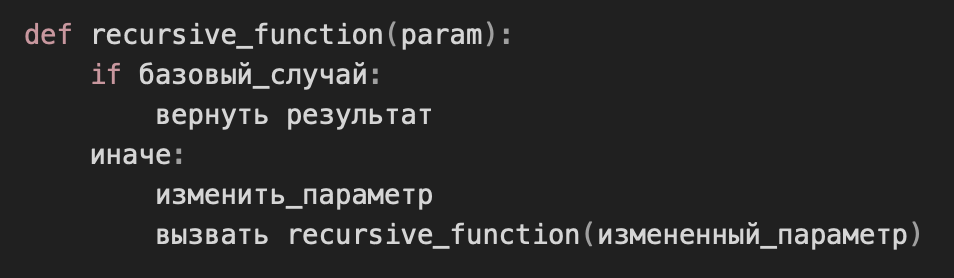 def recursive_function(param):
    if базовый_случай:
        вернуть результат
    иначе:
        изменить_параметр
        вызвать recursive_function(измененный_параметр)